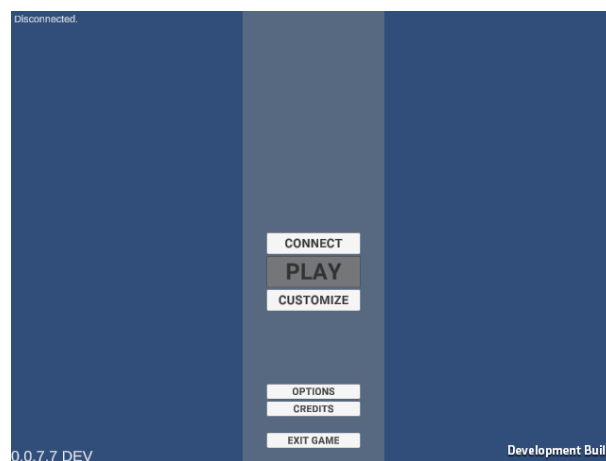 Disconnected.
CONNECT
PLAY
CUSTOMIZE
OPTIONS
CREDITS
EXIT GAME
0.0.7.7 DEV
Development Buil